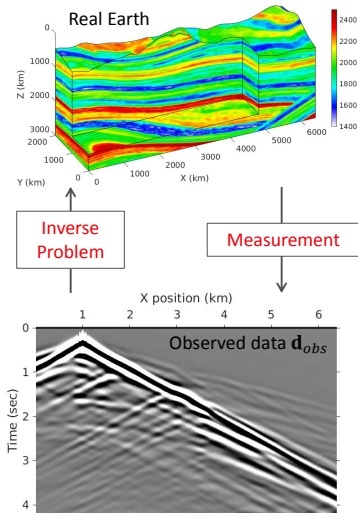 Real Earth
0
1000
2000
3000
Z (km)
2000
1000
0
Y (km)
0
1000
2000
3000
4000
5000
6000
X (km)
2400
2200
2000
1800
1600
1400
Inverse
Problem
Measurement
X position (km)
1 2 3 4 5 6
Observed data d_obs
0
1
2
3
4
Time (sec)